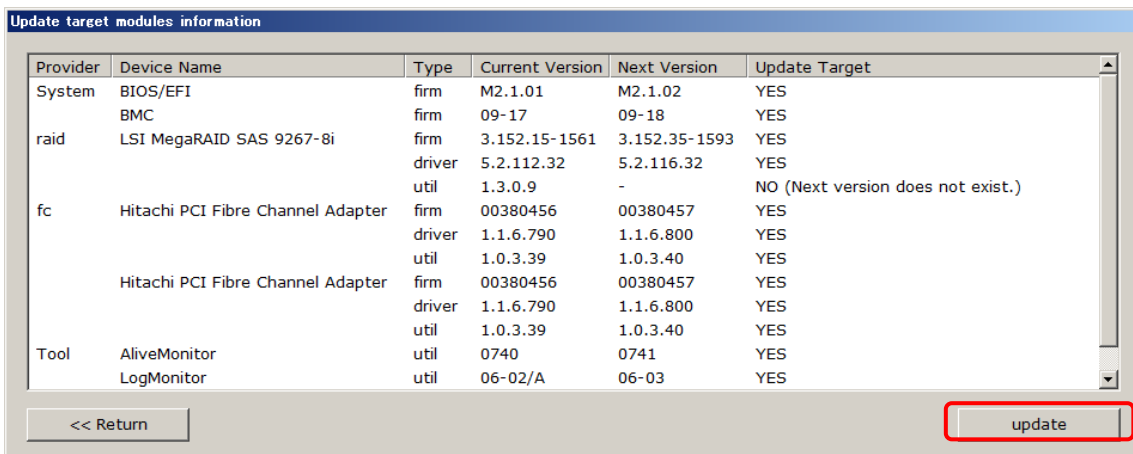 Update target modules information
Provider Device Name Type Current Version Next Version Update Target
System BIOS/EFI firm M2.1.01 M2.1.02 YES
BMC firm 09-17 09-18 YES
raid LSI MegaRAID SAS 9267-8i firm 3.152.15-1561 3.152.35-1593 YES
driver 5.2.112.32 5.2.116.32 YES
util 1.3.0.9 - NO (Next version does not exist.)
fc Hitachi PCI Fibre Channel Adapter firm 00380456 00380457 YES
driver 1.1.6.790 1.1.6.800 YES
util 1.0.3.39 1.0.3.40 YES
Hitachi PCI Fibre Channel Adapter firm 00380456 00380457 YES
driver 1.1.6.790 1.1.6.800 YES
util 1.0.3.39 1.0.3.40 YES
Tool AliveMonitor util 0740 0741 YES
LogMonitor util 06-02/A 06-03 YES
<< Return update